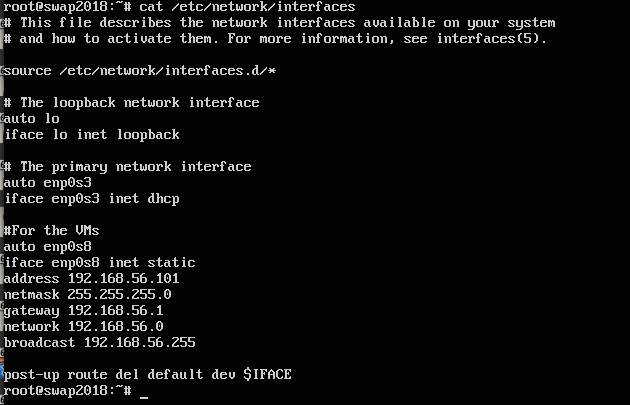 root@swap2018:~# cat /etc/network/interfaces
# This file describes the network interfaces available on your system
# and how to activate them. For more information, see interfaces(5).
source /etc/network/interfaces.d/*
# The loopback network interface
auto lo
iface lo inet loopback
# The primary network interface
auto enp0s3
iface enp0s3 inet dhcp
#For the VMs
auto enp0s8
iface enp0s8 inet static
address 192.168.56.101
netmask 255.255.255.0
gateway 192.168.56.1
network 192.168.56.0
broadcast 192.168.56.255
post-up route del default dev $IFACE
root@swap2018:~# _